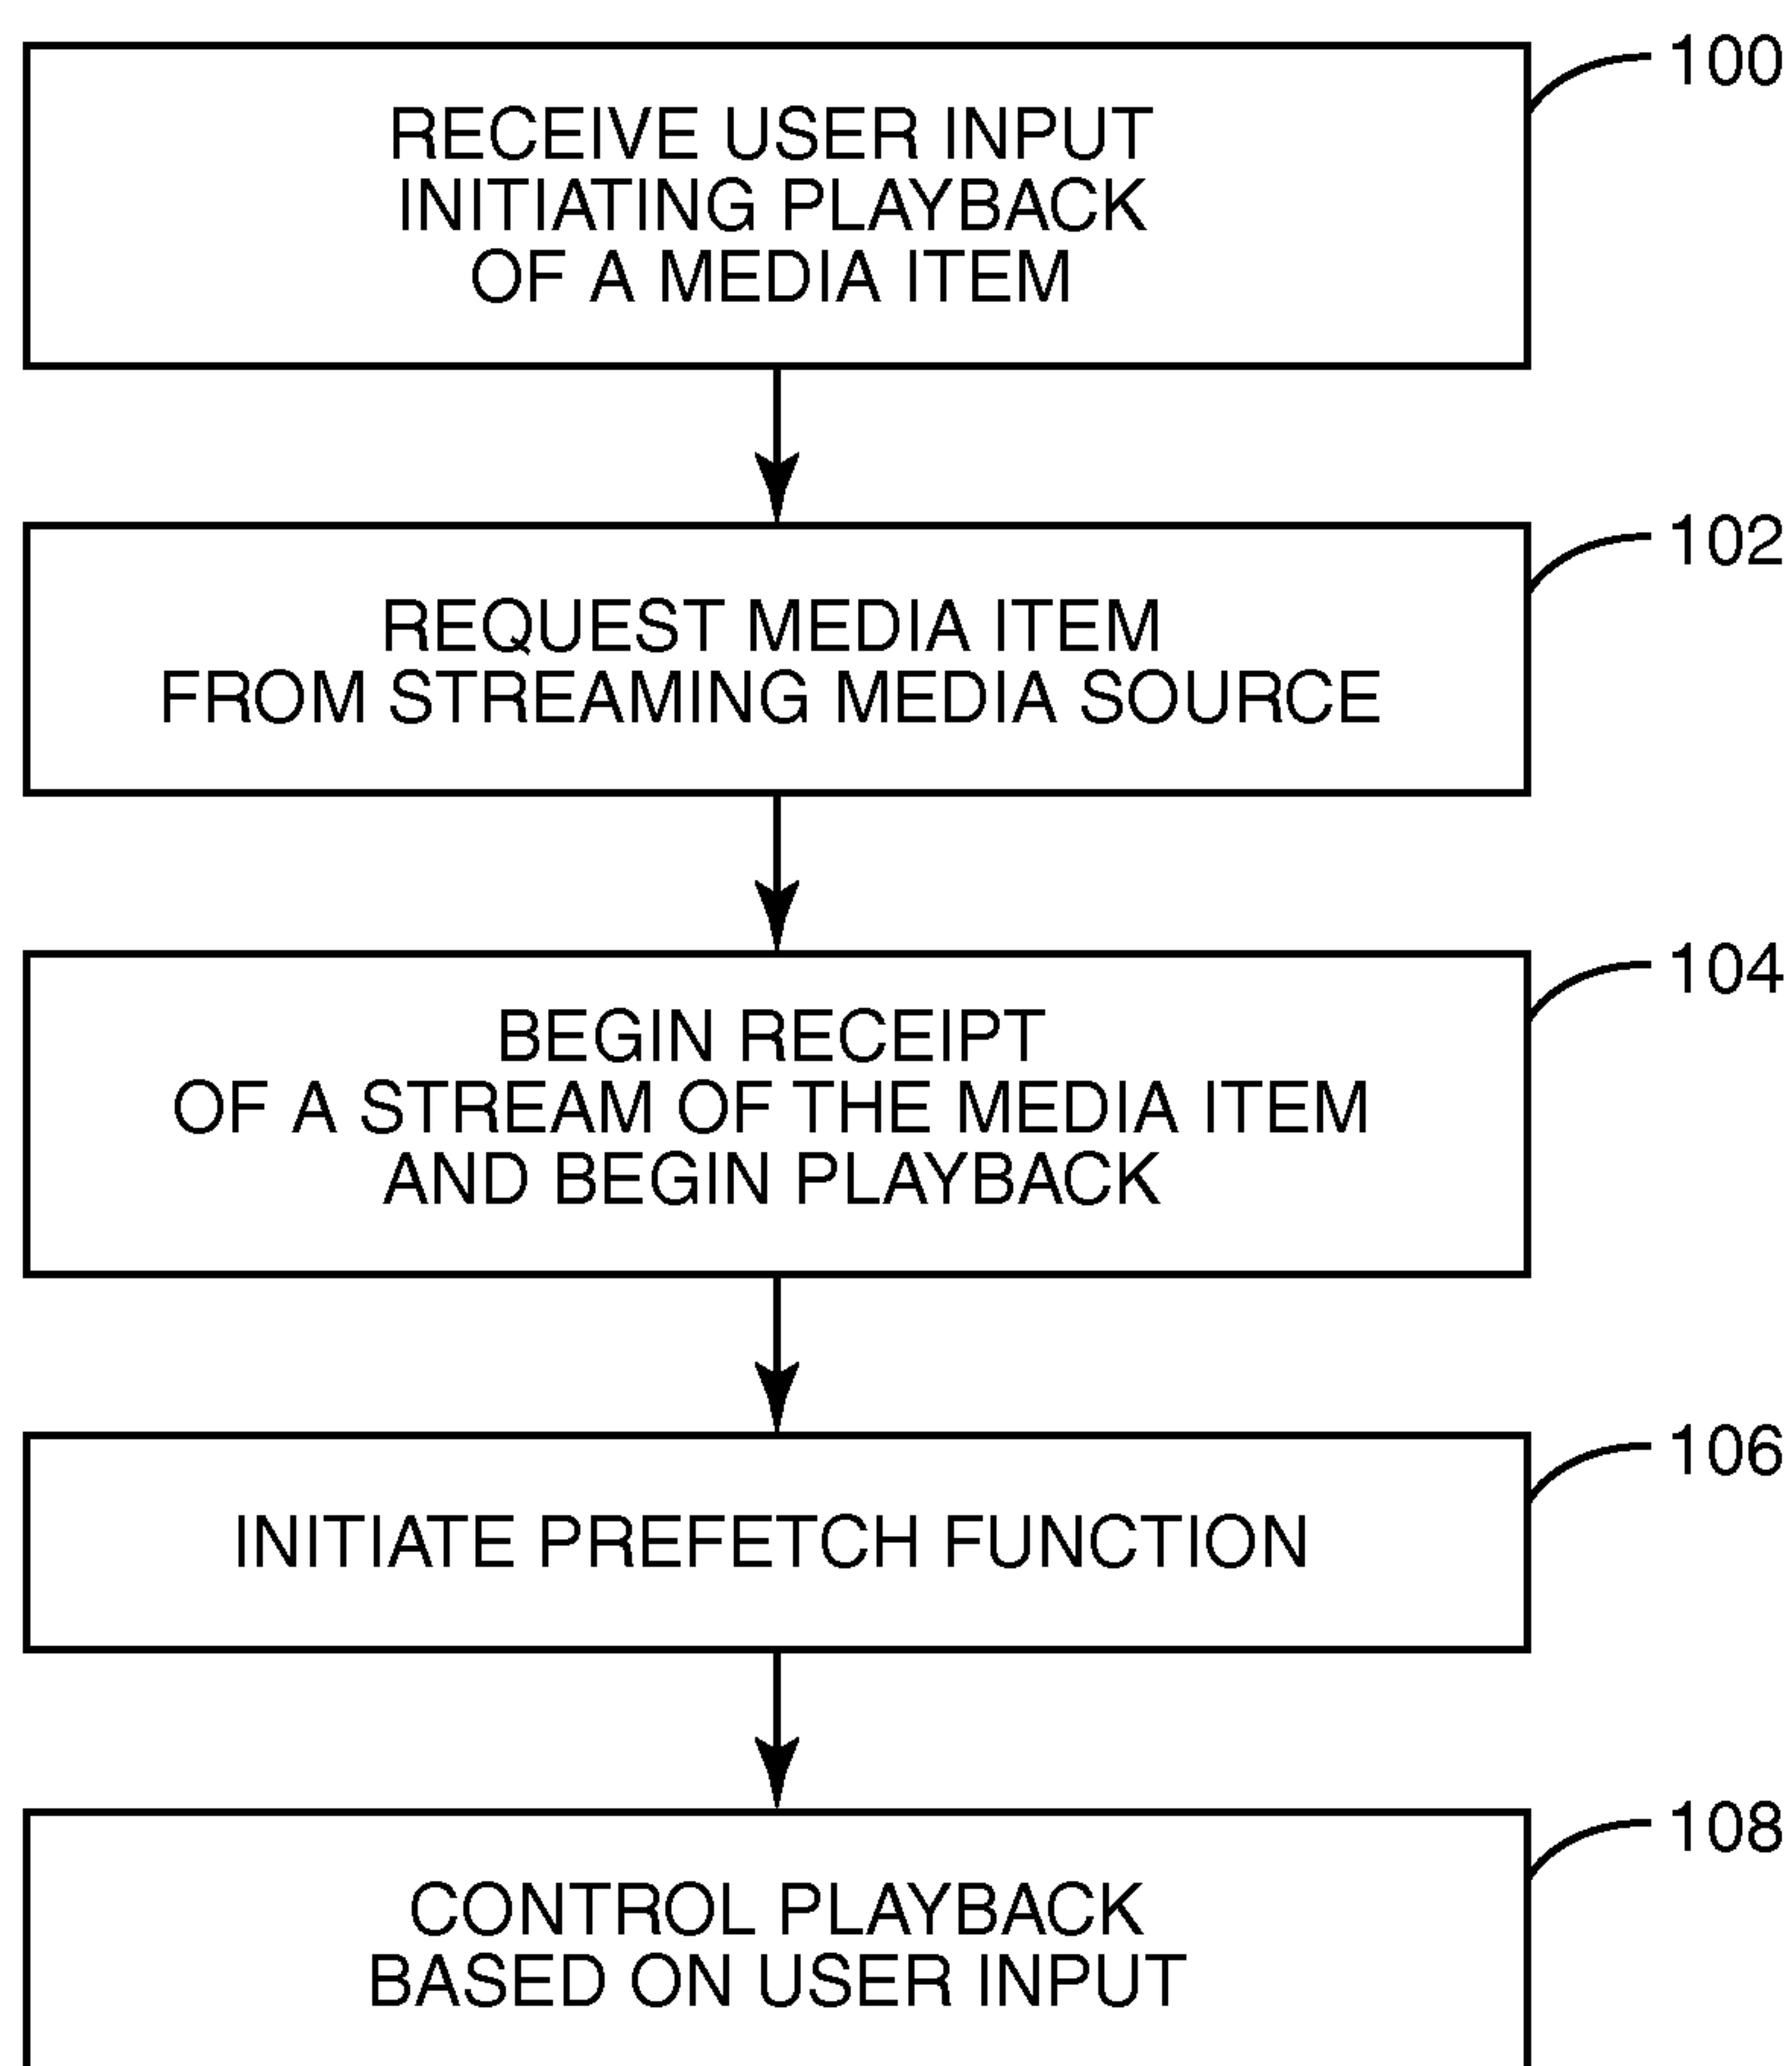 100
RECEIVE USER INPUT
INITIATING PLAYBACK
OF A MEDIA ITEM
102
REQUEST MEDIA ITEM
FROM STREAMING MEDIA SOURCE
104
BEGIN RECEIPT
OF A STREAM OF THE MEDIA ITEM
AND BEGIN PLAYBACK
106
INITIATE PREFETCH FUNCTION
108
CONTROL PLAYBACK
BASED ON USER INPUT